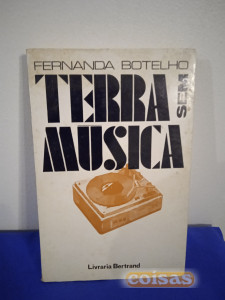 FERNANDA BOTELHO
TERRA
SEM
MUSICA
Livraria Bertrand
coisas